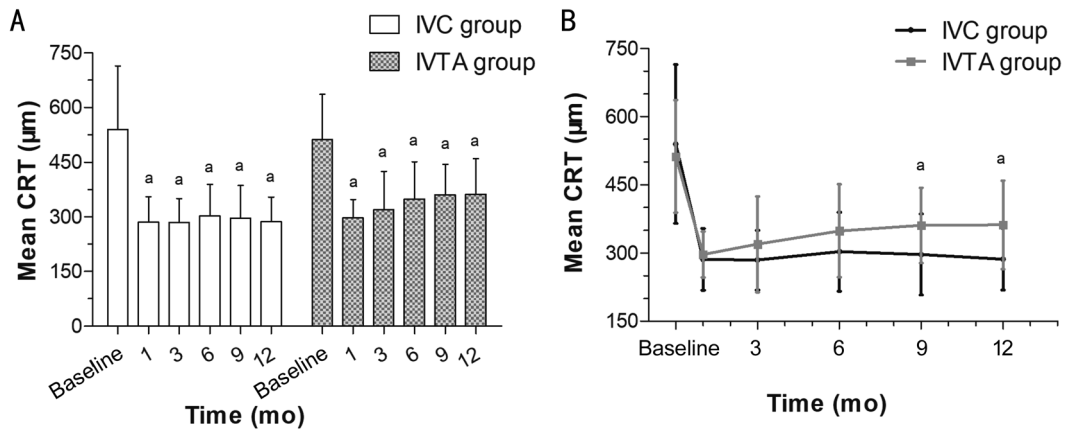 A
IVC group
IVTA group
Mean CRT (μm)
750
600
450
300
150
0
a
a
a
a
a
a
a
a
a
a
Baseline
1
3
6
9
12
Baseline
1
3
6
9
12
Time (mo)
B
IVC group
IVTA group
Mean CRT (μm)
750
600
450
300
150
a
a
Baseline
3
6
9
12
Time (mo)